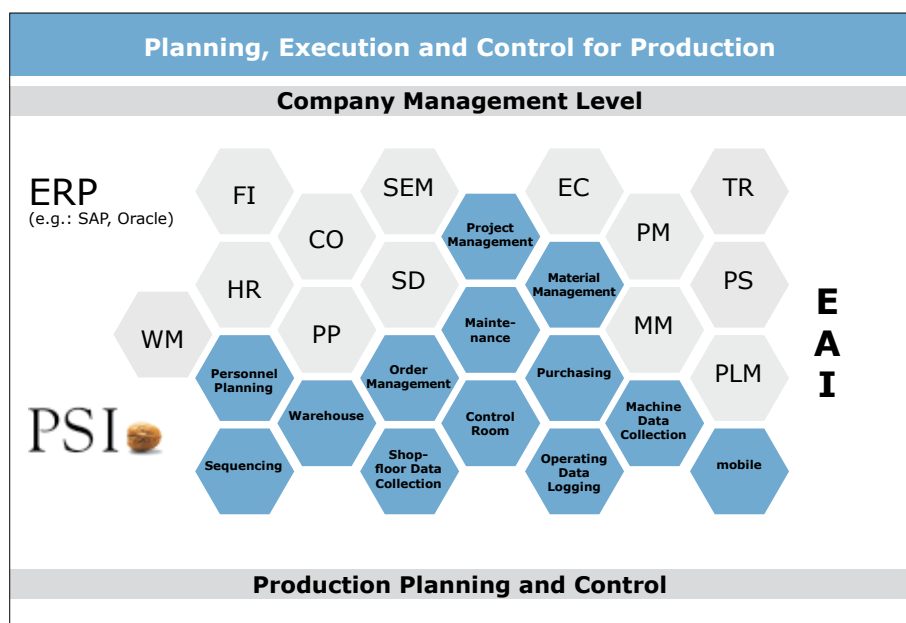 Planning, Execution and Control for Production
Company Management Level
ERP
(e.g.: SAP, Oracle)
FI
SEM
EC
TR
CO
Project
Management
PM
HR
SD
Material
Management
PS
WM
PP
Mainte-
nance
MM
E
A
I
Personnel
Planning
Order
Management
Purchasing
PLM
PSI
Warehouse
Control
Room
Machine
Data
Collection
Sequencing
Shop-
floor Data
Collection
Operating
Data
Logging
mobile
Production Planning and Control